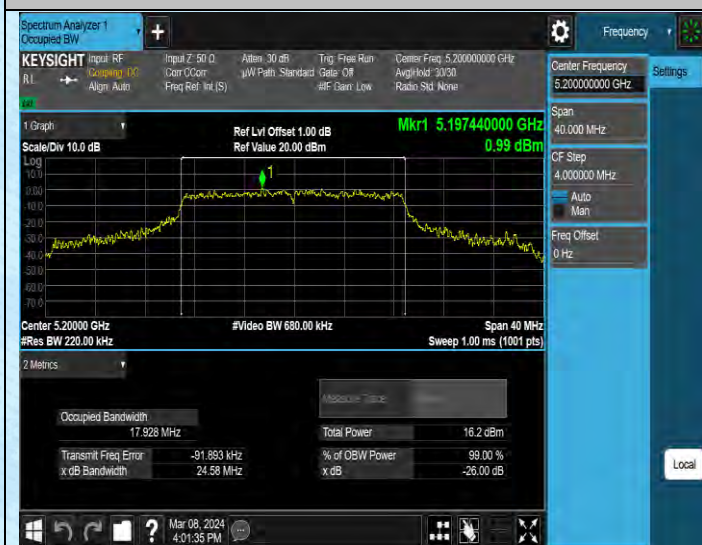 Spectrum Analyzer 1
Occupied BW
+
Frequency
KEYSIGHT
RL
Input: RF
Coupling: DC
Align: Auto
Input Z: 50 Ω
Corr CCorr
Freq Ref: Int (S)
Atten: 30 dB
µW Path: Standard
Trig: Free Run
Gate: Off
#IF Gain: Low
Center Freq: 5.200000000 GHz
Avg|Hold: 30/30
Radio Std: None
1 Graph
Scale/Div 10.0 dB
Ref Lvl Offset 1.00 dB
Ref Value 20.00 dBm
Mkr1 5.197440000 GHz
0.99 dBm
Log
10.0
0.00
-10.0
-20.0
-30.0
-40.0
-50.0
-60.0
-70.0
1
Center 5.20000 GHz
#Res BW 220.00 kHz
#Video BW 680.00 kHz
Span 40 MHz
Sweep 1.00 ms (1001 pts)
2 Metrics
Measure Trace
Occupied Bandwidth
17.928 MHz
Total Power 16.2 dBm
Transmit Freq Error -91.893 kHz
% of OBW Power 99.00 %
x dB Bandwidth 24.58 MHz
x dB -26.00 dB
Center Frequency
5.200000000 GHz
Settings
Span
40.000 MHz
CF Step
4.000000 MHz
Auto
Man
Freq Offset
0 Hz
Local
?
Mar 08, 2024
4:01:35 PM